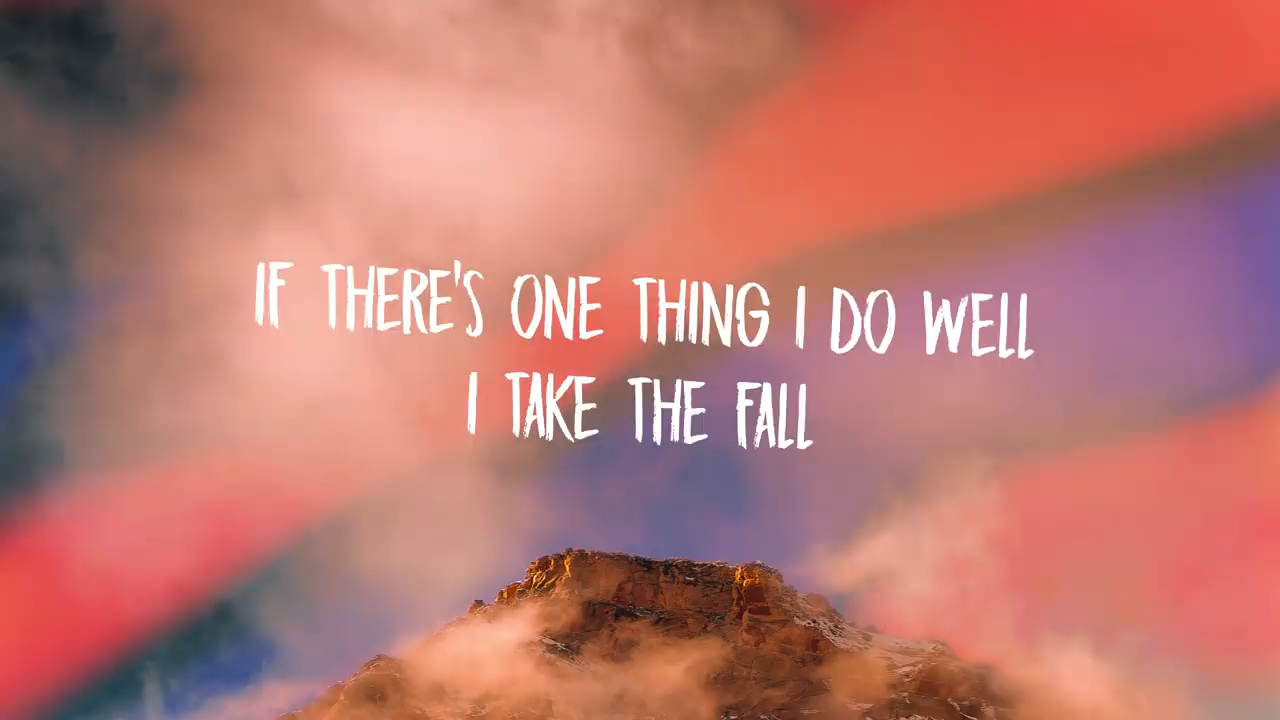 IF THERE'S ONE THING I DO WELL
I TAKE THE FALL